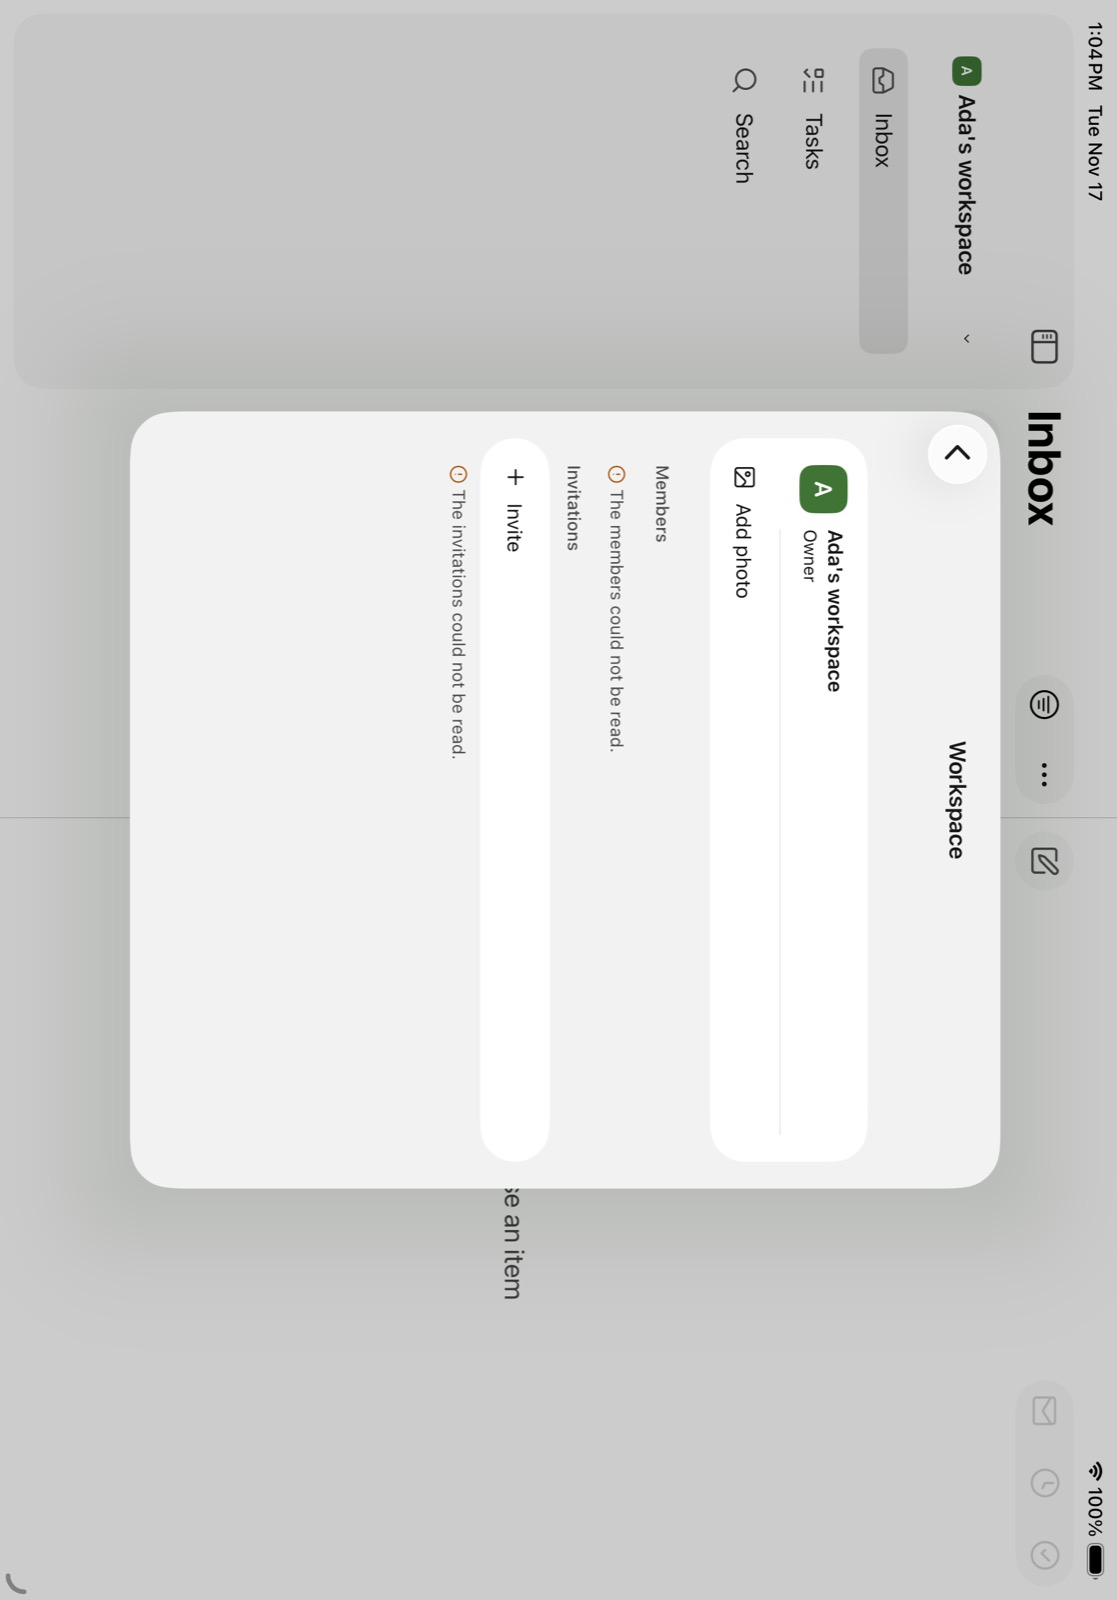 1:04 PM Tue Nov 17
100%
Inbox
A Ada's workspace
Inbox
Tasks
Search
Workspace
A
Ada's workspace
Owner
Add photo
Members
The members could not be read.
Invitations
Invite
The invitations could not be read.
an item